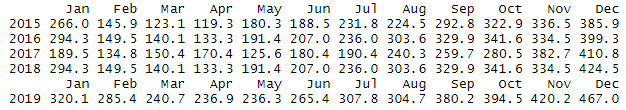 Jan Feb Mar Apr May Jun Jul Aug Sep Oct Nov Dec
2015 266.0 145.9 123.1 119.3 180.3 188.5 231.8 224.5 292.8 322.9 336.5 385.9
2016 294.3 149.5 140.1 133.3 191.4 207.0 236.0 303.6 329.9 341.6 334.5 399.3
2017 189.5 134.8 150.4 170.4 125.6 180.4 190.4 240.3 259.7 280.5 382.7 410.8
2018 294.3 149.5 140.1 133.3 191.4 207.0 236.0 303.6 329.9 341.6 334.5 424.5
Jan Feb Mar Apr May Jun Jul Aug Sep Oct Nov Dec
2019 320.1 285.4 240.7 236.9 236.3 265.4 307.8 304.7 380.2 394.5 420.2 467.0